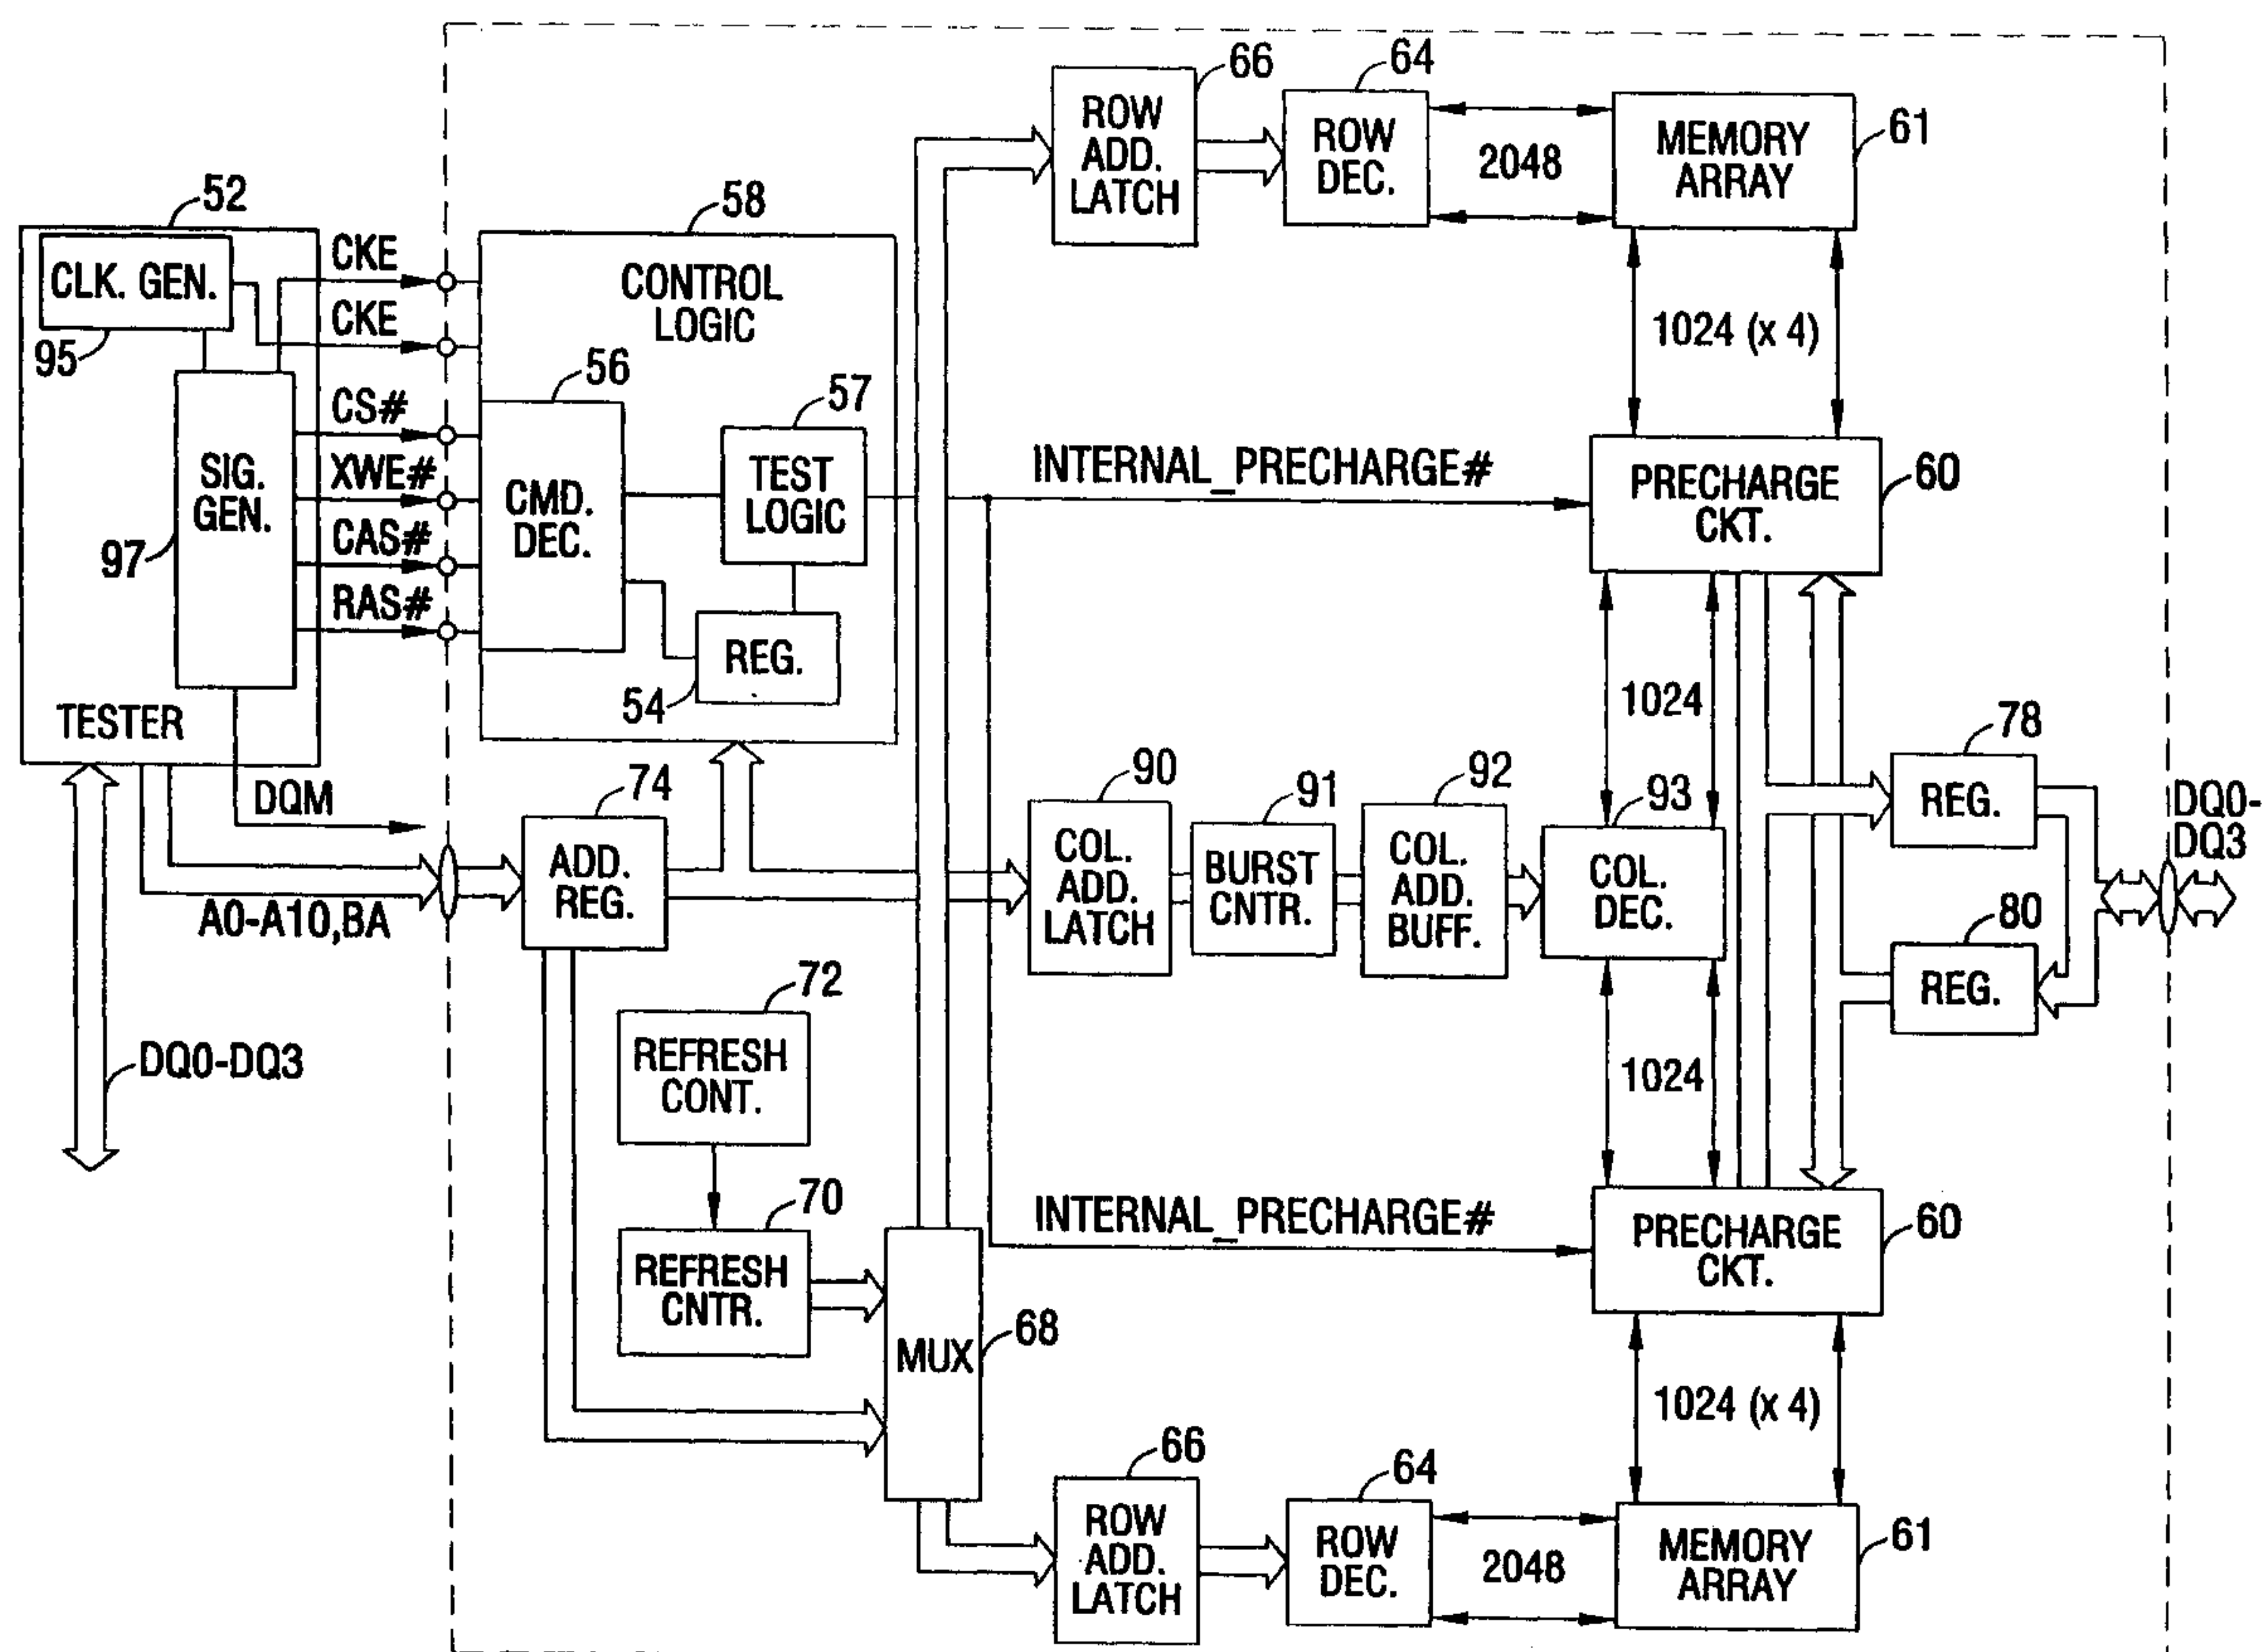 52
CLK. GEN.
95
SIG.
GEN.
97
TESTER
CKE
CKE
CS#
XWE#
CAS#
RAS#
DQM
A0-A10,BA
DQ0-DQ3
58
CONTROL
LOGIC
56
CMD.
DEC.
57
TEST
LOGIC
REG.
54
74
ADD.
REG.
72
REFRESH
CONT.
70
REFRESH
CNTR.
MUX
68
66
ROW
ADD.
LATCH
64
ROW
DEC.
2048
MEMORY
ARRAY
61
1024 (x 4)
INTERNAL_PRECHARGE#
PRECHARGE
CKT.
60
1024
90
COL.
ADD.
LATCH
91
BURST
CNTR.
92
COL.
ADD.
BUFF.
93
COL.
DEC.
78
REG.
80
REG.
DQ0-
DQ3
1024
INTERNAL_PRECHARGE#
PRECHARGE
CKT.
60
1024 (x 4)
66
ROW
ADD.
LATCH
64
ROW
DEC.
2048
MEMORY
ARRAY
61